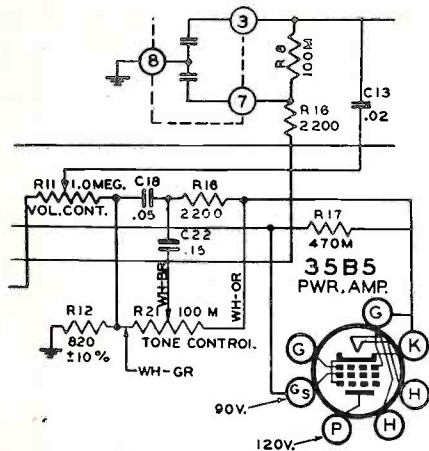 3
8
R 8
100M
7
C13
.02
R16
2200
R11
1.0MEG.
VOL.CONT.
C18
.05
R16
2200
C22
.15
WH-BR
WH-OR
R17
470M
35B5
PWR. AMP.
R12
820
±10%
R21
100 M
TONE CONTROL
WH-GR
G
K
G
H
GS
H
P
90V.
120V.